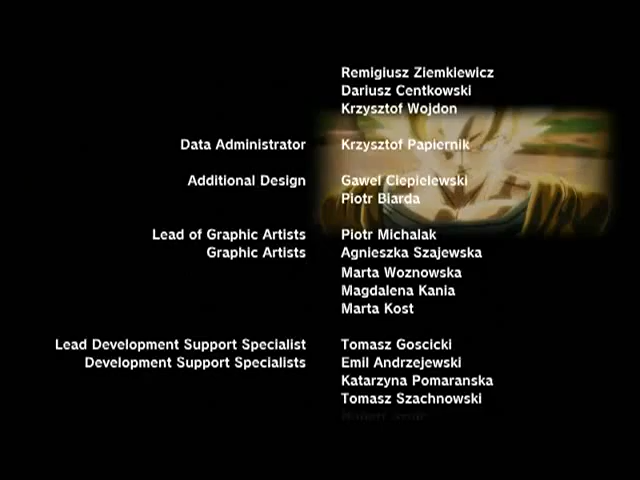 Remigiusz Ziemkiewicz
Dariusz Centkowski
Krzysztof Wojdon
Data Administrator Krzysztof Papiernik
Additional Design Gawel Ciepielewski
Piotr Biarda
Lead of Graphic Artists Piotr Michalak
Graphic Artists Agnieszka Szajewska
Marta Woznowska
Magdalena Kania
Marta Kost
Lead Development Support Specialist Tomasz Goscicki
Development Support Specialists Emil Andrzejewski
Katarzyna Pomaranska
Tomasz Szachnowski